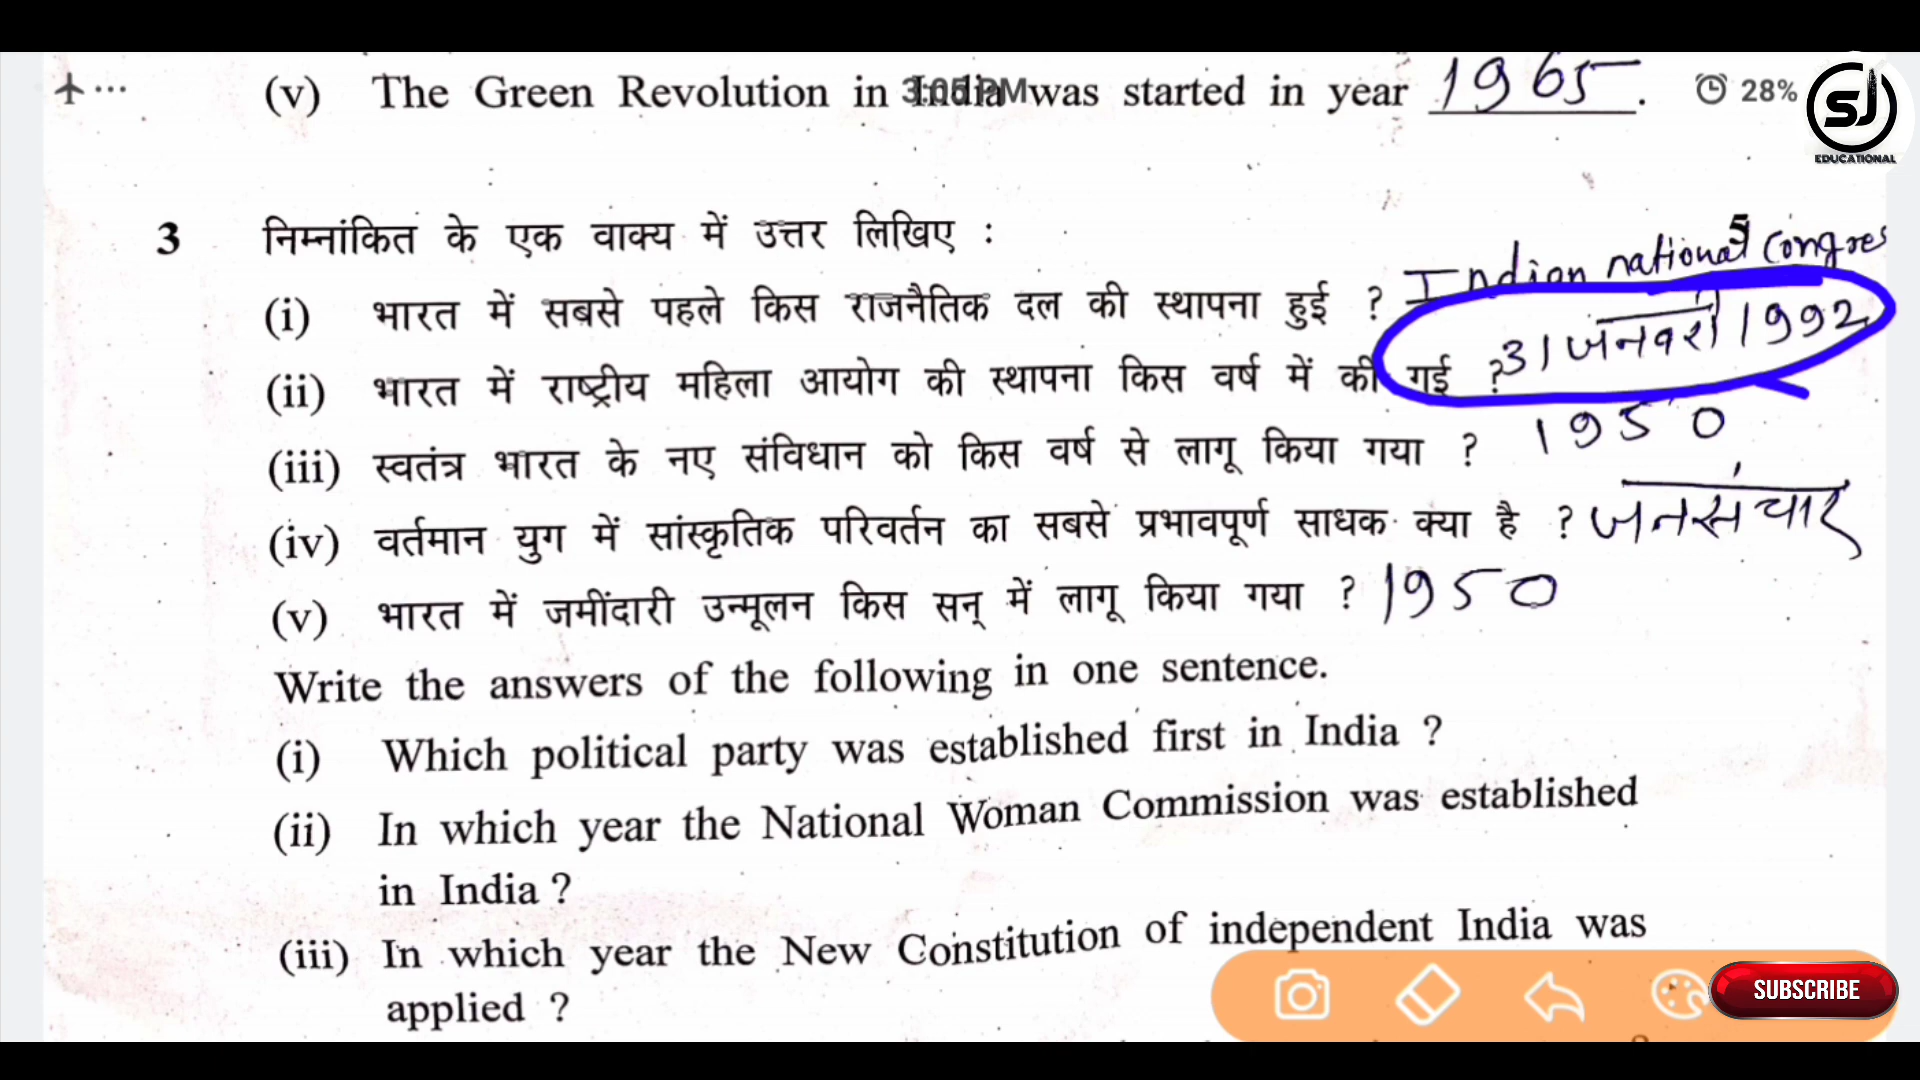 (v) The Green Revolution in India was started in year 1965.
3:05 PM
28%
SJ
EDUCATIONAL
3 निम्नांकित के एक वाक्य में उत्तर लिखिए :
Indian national Congres
(i) भारत में सबसे पहले किस राजनैतिक दल की स्थापना हुई ?
(ii) भारत में राष्ट्रीय महिला आयोग की स्थापना किस वर्ष में की गई ? 31 जनवरी 1992
(iii) स्वतंत्र भारत के नए संविधान को किस वर्ष से लागू किया गया ? 1950
(iv) वर्तमान युग में सांस्कृतिक परिवर्तन का सबसे प्रभावपूर्ण साधक क्या है ? जनसंचार
(v) भारत में जमींदारी उन्मूलन किस सन् में लागू किया गया ? 1950
Write the answers of the following in one sentence.
(i) Which political party was established first in India ?
(ii) In which year the National Woman Commission was established
in India ?
(iii) In which year the New Constitution of independent India was
applied ?
SUBSCRIBE